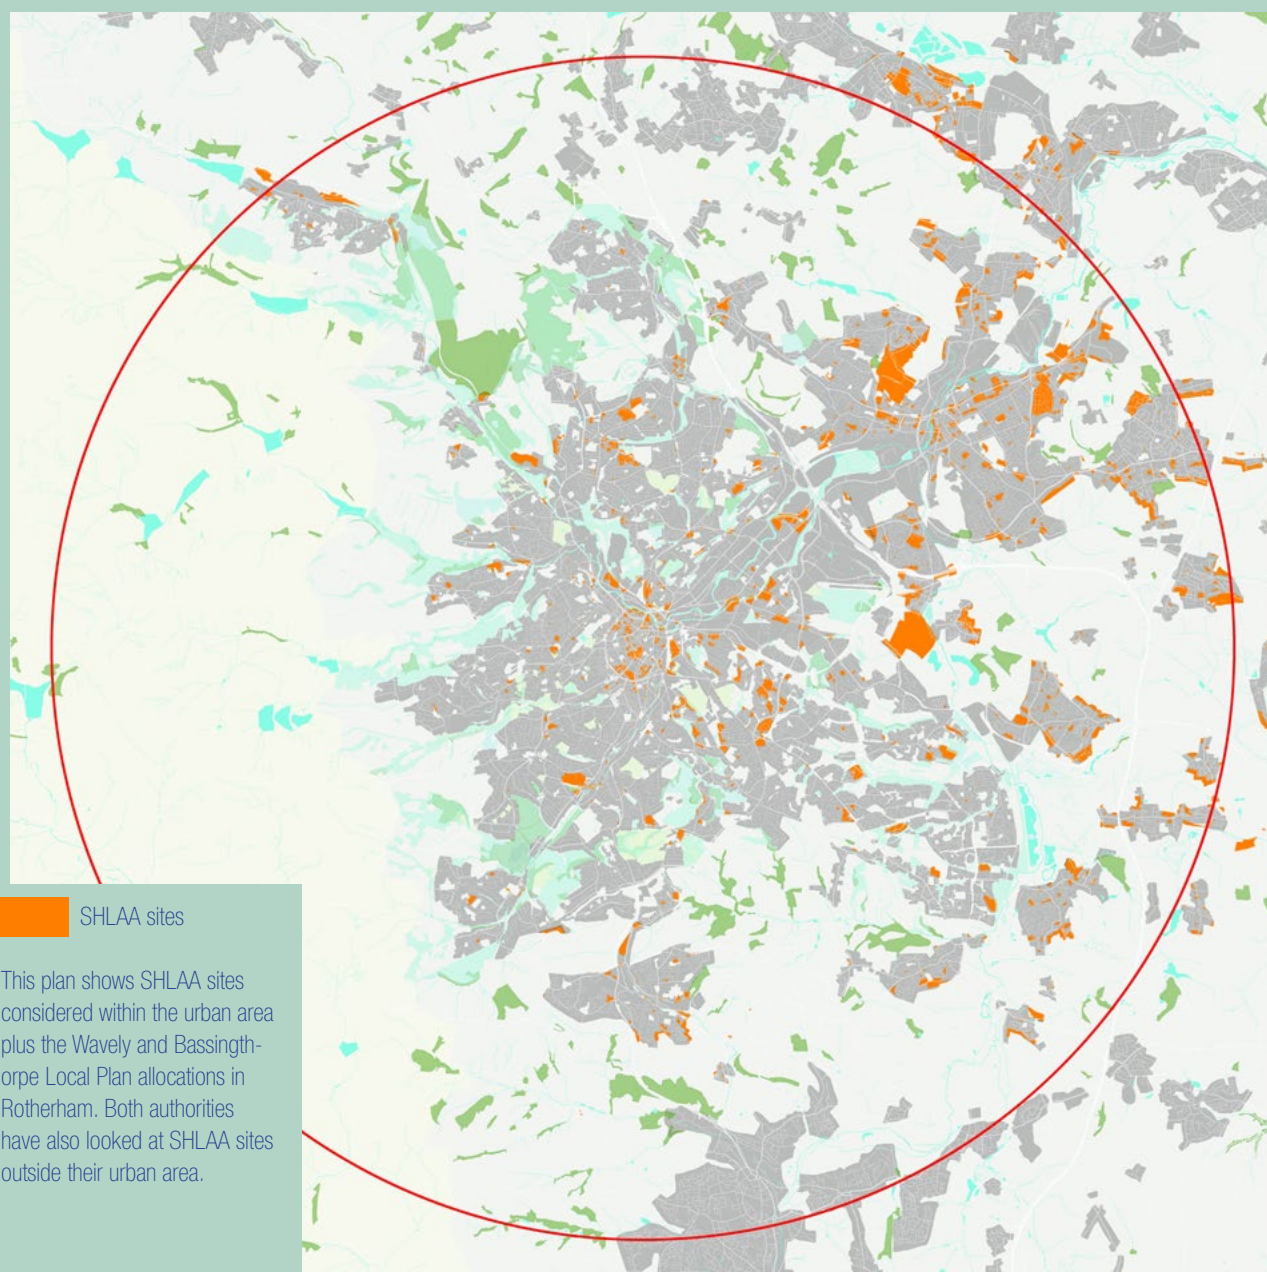 SHLAA sites
This plan shows SHLAA sites
considered within the urban area
plus the Wavely and Bassingth-
orpe Local Plan allocations in
Rotherham. Both authorities
have also looked at SHLAA sites
outside their urban area.